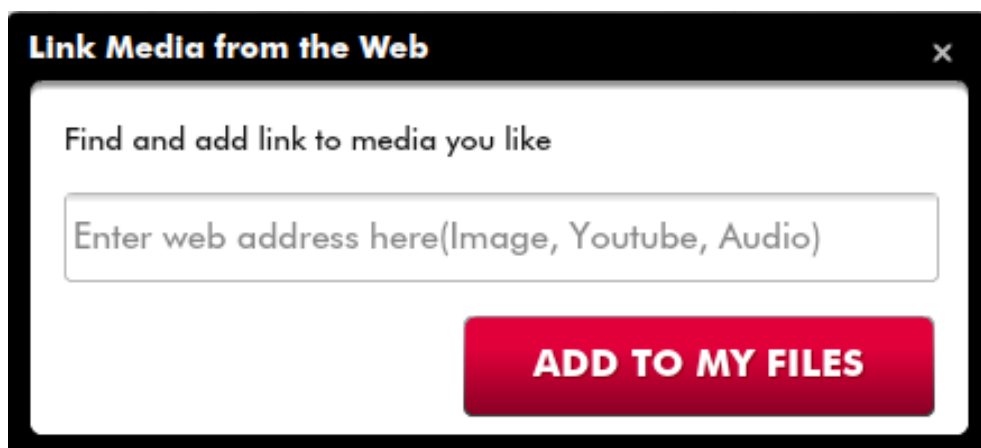 Link Media from the Web
×
Find and add link to media you like
Enter web address here(Image, Youtube, Audio)
ADD TO MY FILES